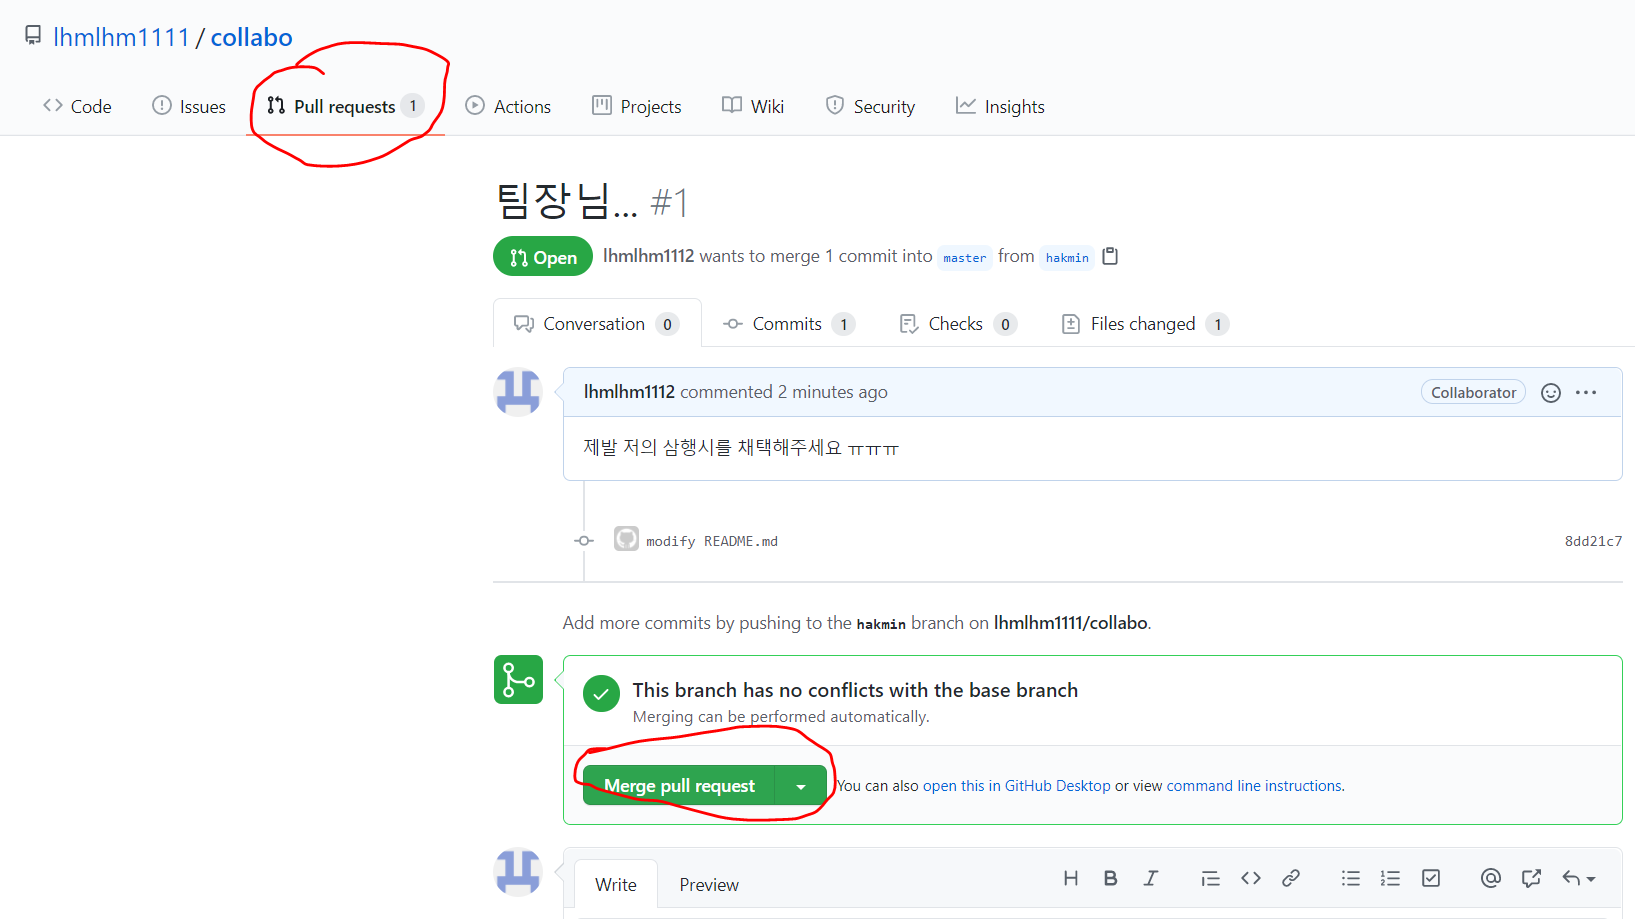 lhmlhm1111 / collabo
Code Issues Pull requests 1 Actions Projects Wiki Security Insights
팀장님... #1
Open lhmlhm1112 wants to merge 1 commit into master from hakmin
Conversation 0 Commits 1 Checks 0 Files changed 1
lhmlhm1112 commented 2 minutes ago Collaborator
제발 저의 삼행시를 채택해주세요 ㅠㅠㅠ
modify README.md 8dd21c7
Add more commits by pushing to the hakmin branch on lhmlhm1111/collabo.
This branch has no conflicts with the base branch
Merging can be performed automatically.
Merge pull request You can also open this in GitHub Desktop or view command line instructions.
Write Preview